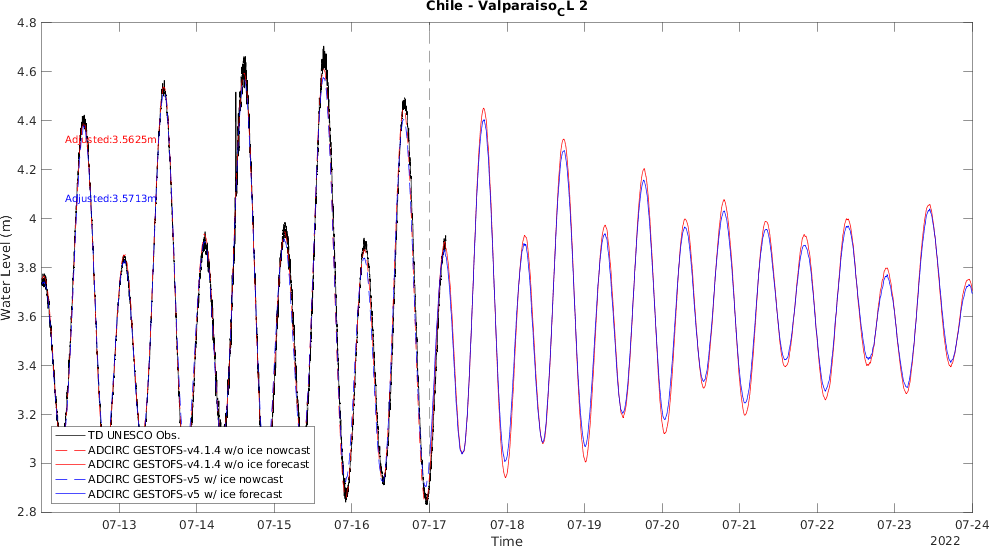 Chile - Valparaiso_CL 2
4.8
4.6
4.4
4.2
4
3.8
3.6
3.4
3.2
3
2.8
Water Level (m)
Adjusted:3.5625m
Adjusted:3.5713m
TD UNESCO Obs.
ADCIRC GESTOFS-v4.1.4 w/o ice nowcast
ADCIRC GESTOFS-v4.1.4 w/o ice forecast
ADCIRC GESTOFS-v5 w/ ice nowcast
ADCIRC GESTOFS-v5 w/ ice forecast
07-13 07-14 07-15 07-16 07-17 07-18 07-19 07-20 07-21 07-22 07-23 07-24
Time
2022